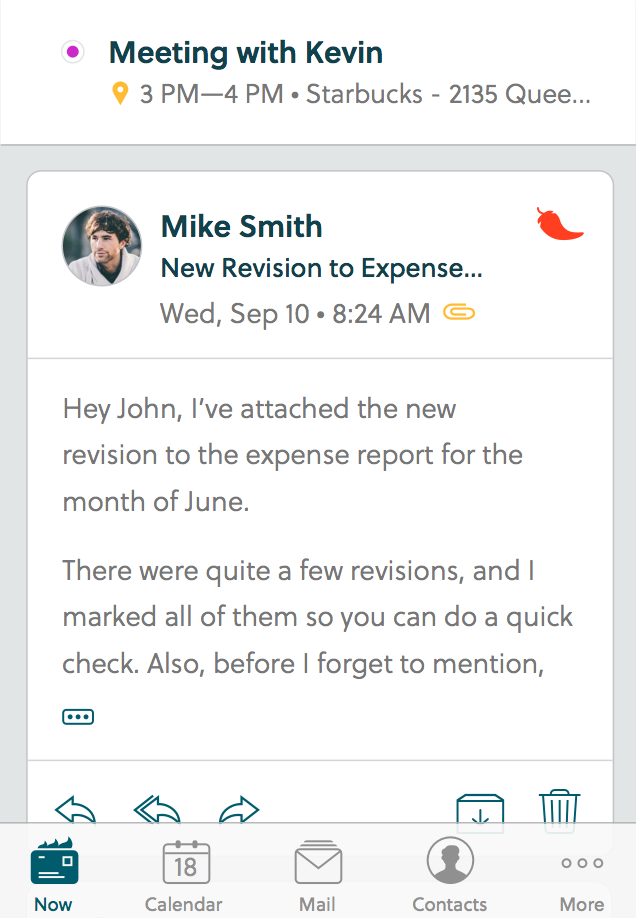 Meeting with Kevin
3 PM—4 PM • Starbucks - 2135 Quee...
Mike Smith
New Revision to Expense...
Wed, Sep 10 • 8:24 AM
Hey John, I’ve attached the new
revision to the expense report for the
month of June.
There were quite a few revisions, and I
marked all of them so you can do a quick
check. Also, before I forget to mention,
18
Now Calendar Mail Contacts More